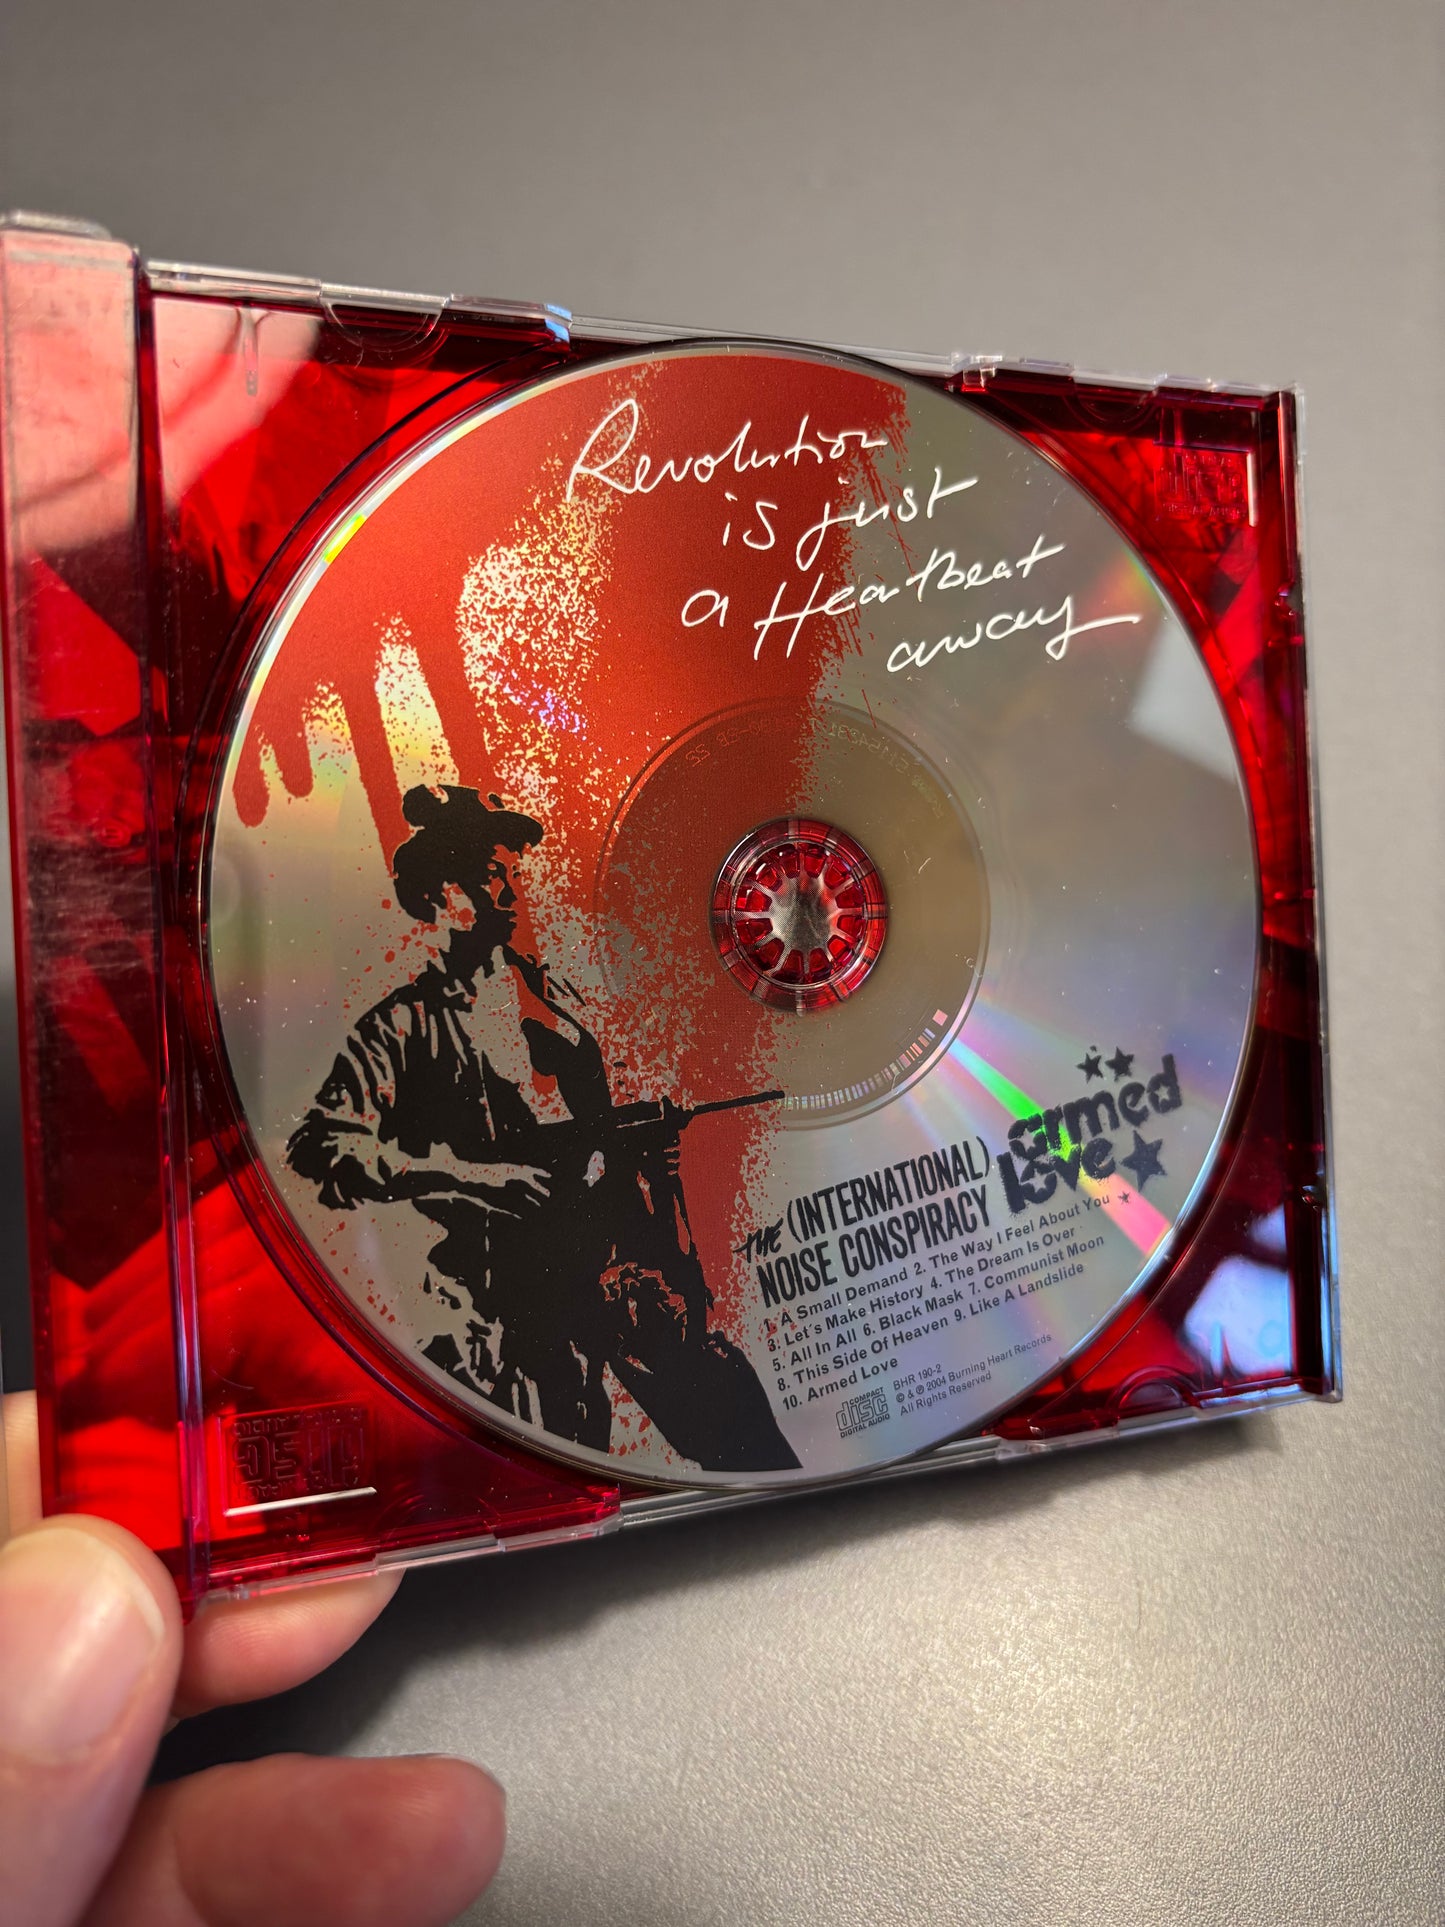 Revolution
is just
a Heartbeat
away
armed
love
THE (INTERNATIONAL)
NOISE CONSPIRACY
1. A Small Demand 2. The Way I Feel About You
3. Let´s Make History 4. The Dream Is Over
5. All In All 6. Black Mask 7. Communist Moon
8. This Side Of Heaven 9. Like A Landslide
10. Armed Love
COMPACT
disc
DIGITAL AUDIO
BHR 190-2
© & ℗ 2004 Burning Heart Records
All Rights Reserved